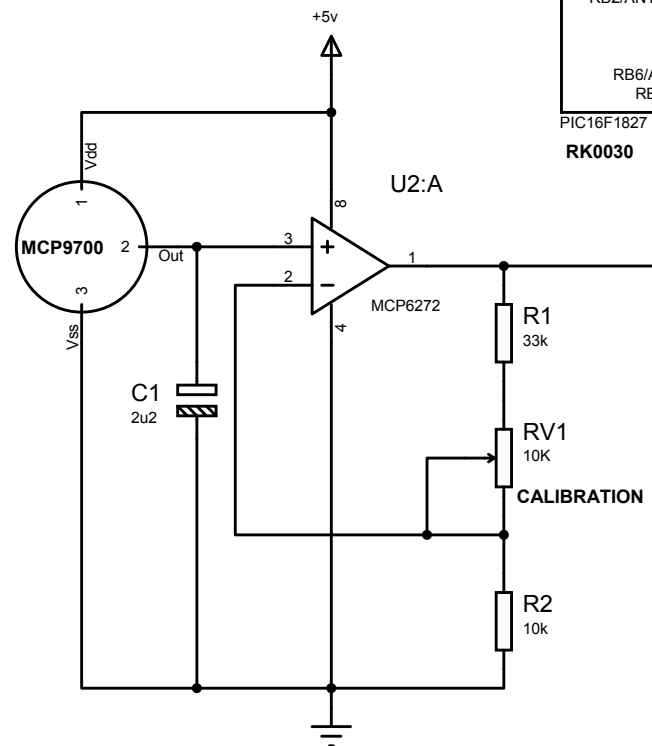 +5v
RB6/A
PIC16F1827
RK0030
Vdd
1
U2:A
8
MCP9700
2
Out
3
+
1
2
−
MCP6272
3
Vss
4
R1
33k
C1
2u2
RV1
10K
CALIBRATION
R2
10k